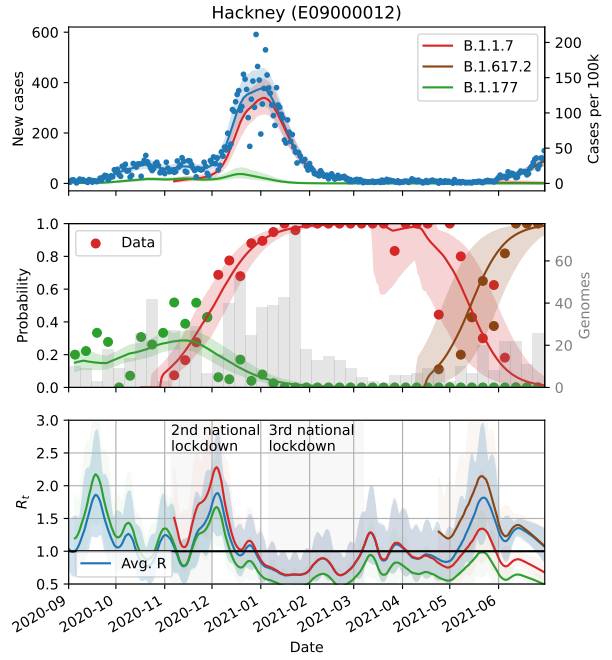 Hackney (E09000012)
600
400
200
0
New cases
200
150
100
50
0
Cases per 100k
B.1.1.7
B.1.617.2
B.1.177
1.0
0.8
0.6
0.4
0.2
0.0
Probability
Data
60
40
20
0
Genomes
3.0
2.5
2.0
1.5
1.0
0.5
Rt
2nd national
lockdown
3rd national
lockdown
Avg. R
2020-09
2020-10
2020-11
2020-12
2021-01
2021-02
2021-03
2021-04
2021-05
2021-06
Date